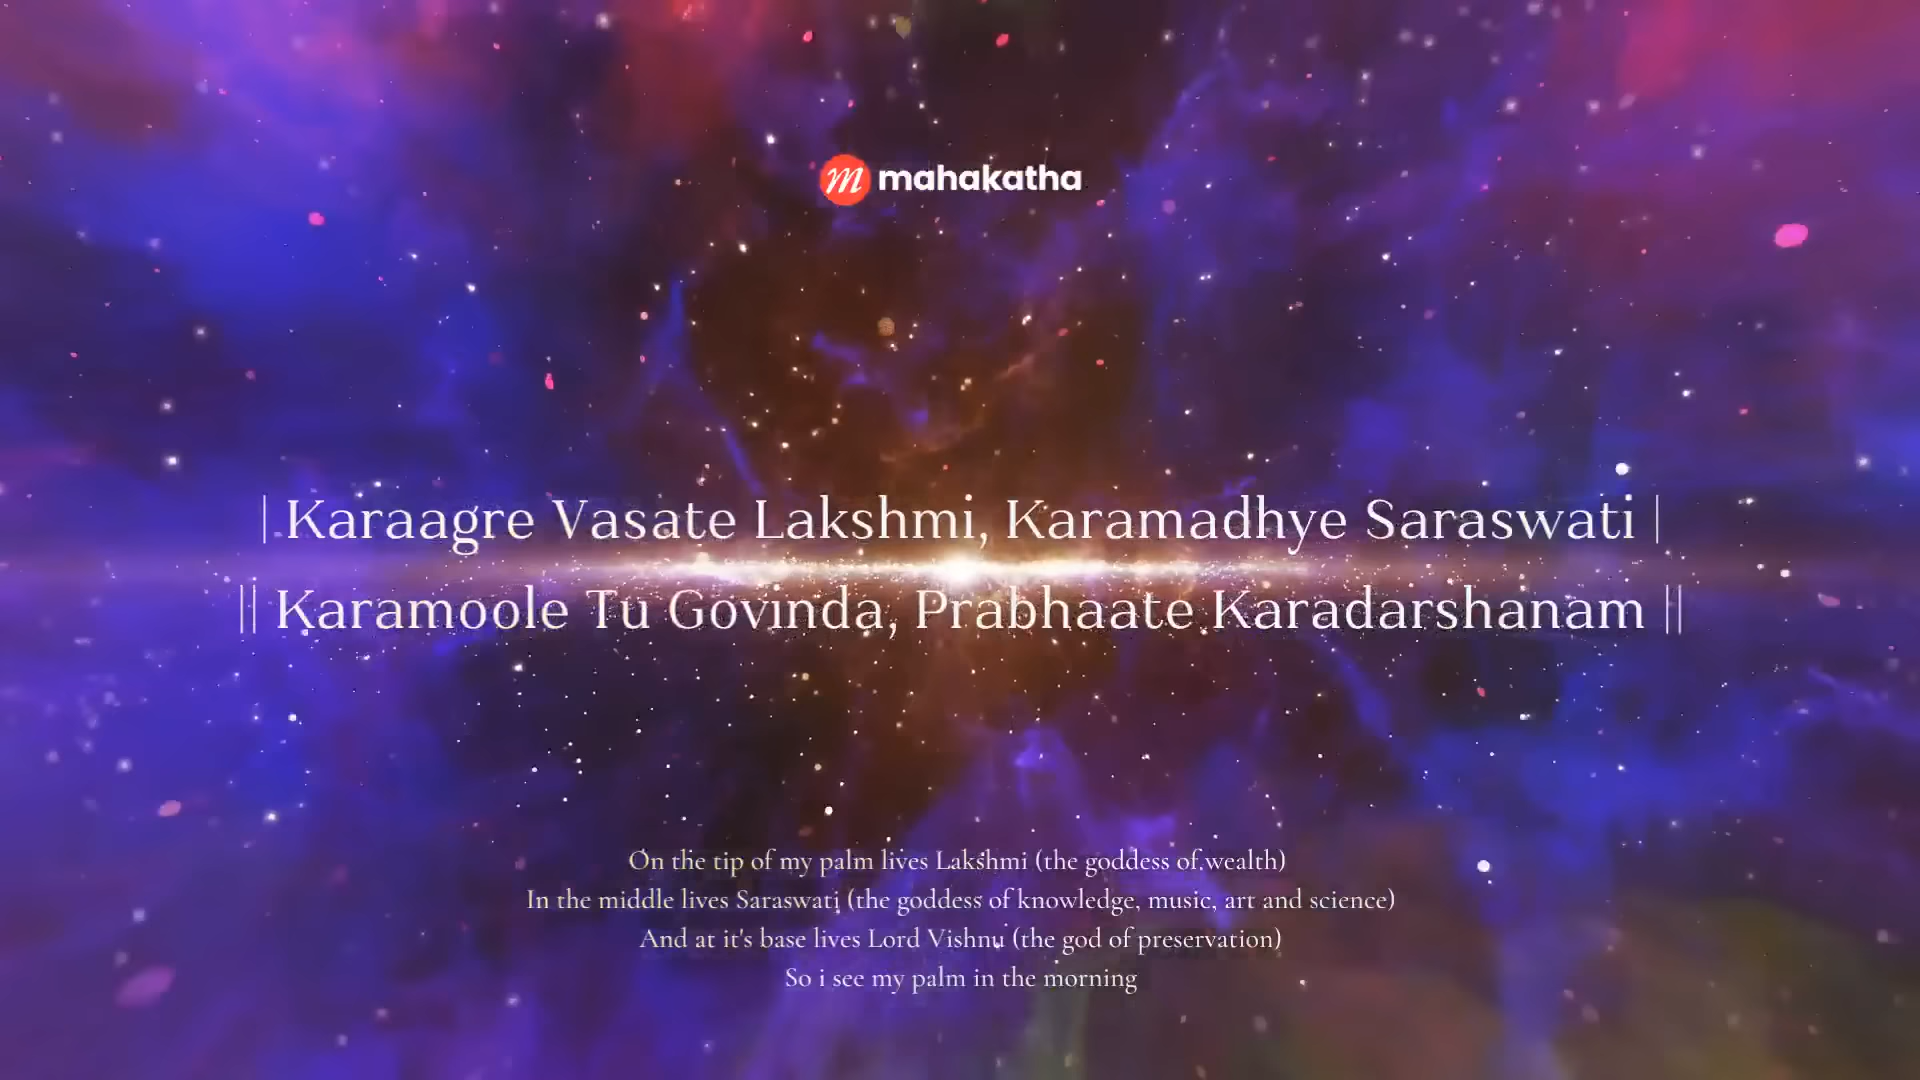 mahakatha
| Karaagre Vasate Lakshmi, Karamadhye Saraswati |
|| Karamoole Tu Govinda, Prabhaate Karadarshanam ||
On the tip of my palm lives Lakshmi (the goddess of wealth)
In the middle lives Saraswati (the goddess of knowledge, music, art and science)
And at it's base lives Lord Vishnu (the god of preservation)
So i see my palm in the morning